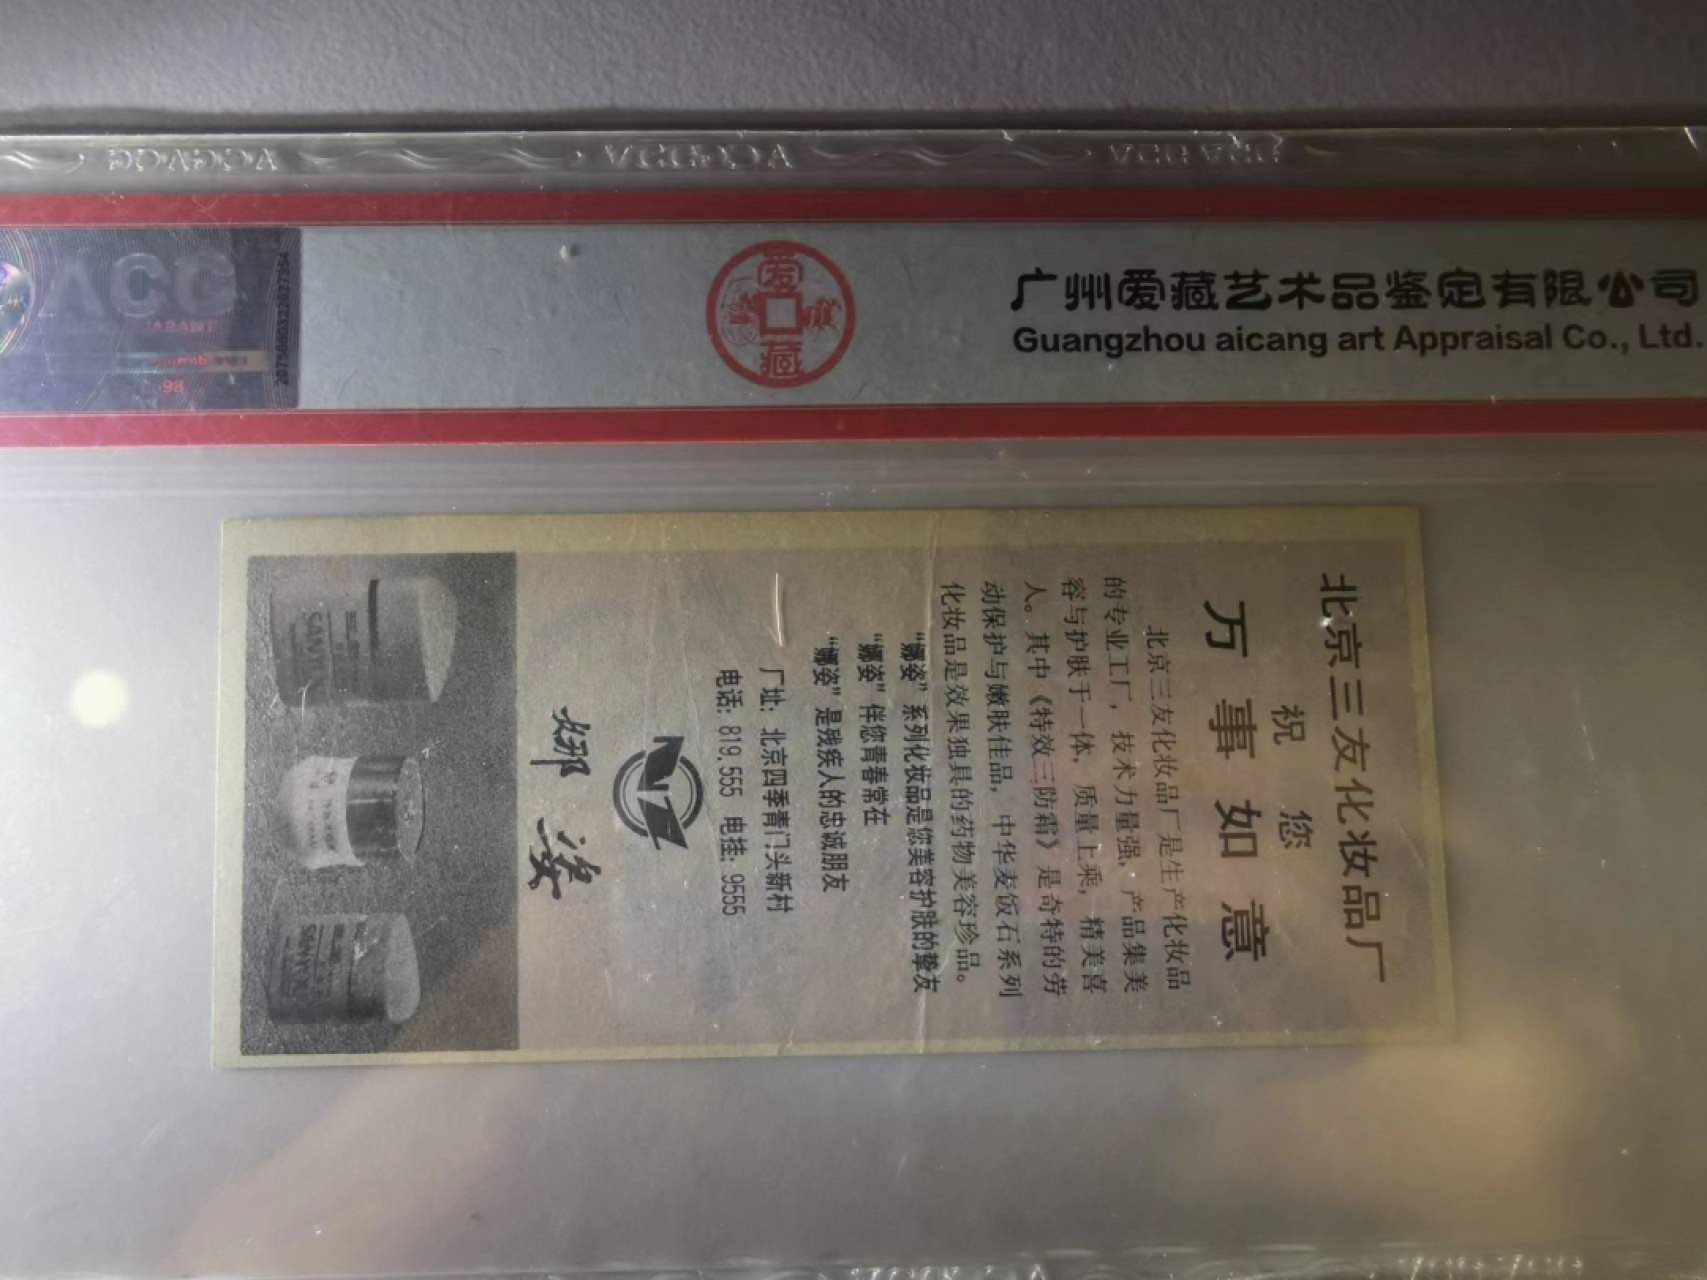 ACG
98
爱藏
广州爱藏艺术品鉴定有限公司
Guangzhou aicang art Appraisal Co., Ltd.
北京三友化妆品厂
祝您
万事如意
北京三友化妆品厂是生产化妆品
的专业工厂，技术力量强，产品集美
容与护肤于一体，质量上乘，精美喜
人。其中《特效三防霜》是奇特的劳
动保护与嫩肤佳品，中华麦饭石系列
化妆品是效果独具的药物美容珍品。
“娜姿”系列化妆品是您美容护肤的挚友
“娜姿”伴您青春常在
“娜姿”是残疾人的忠诚朋友
厂址：北京四季青门头新村
电话：819.555 电挂：9555
NZ
娜姿